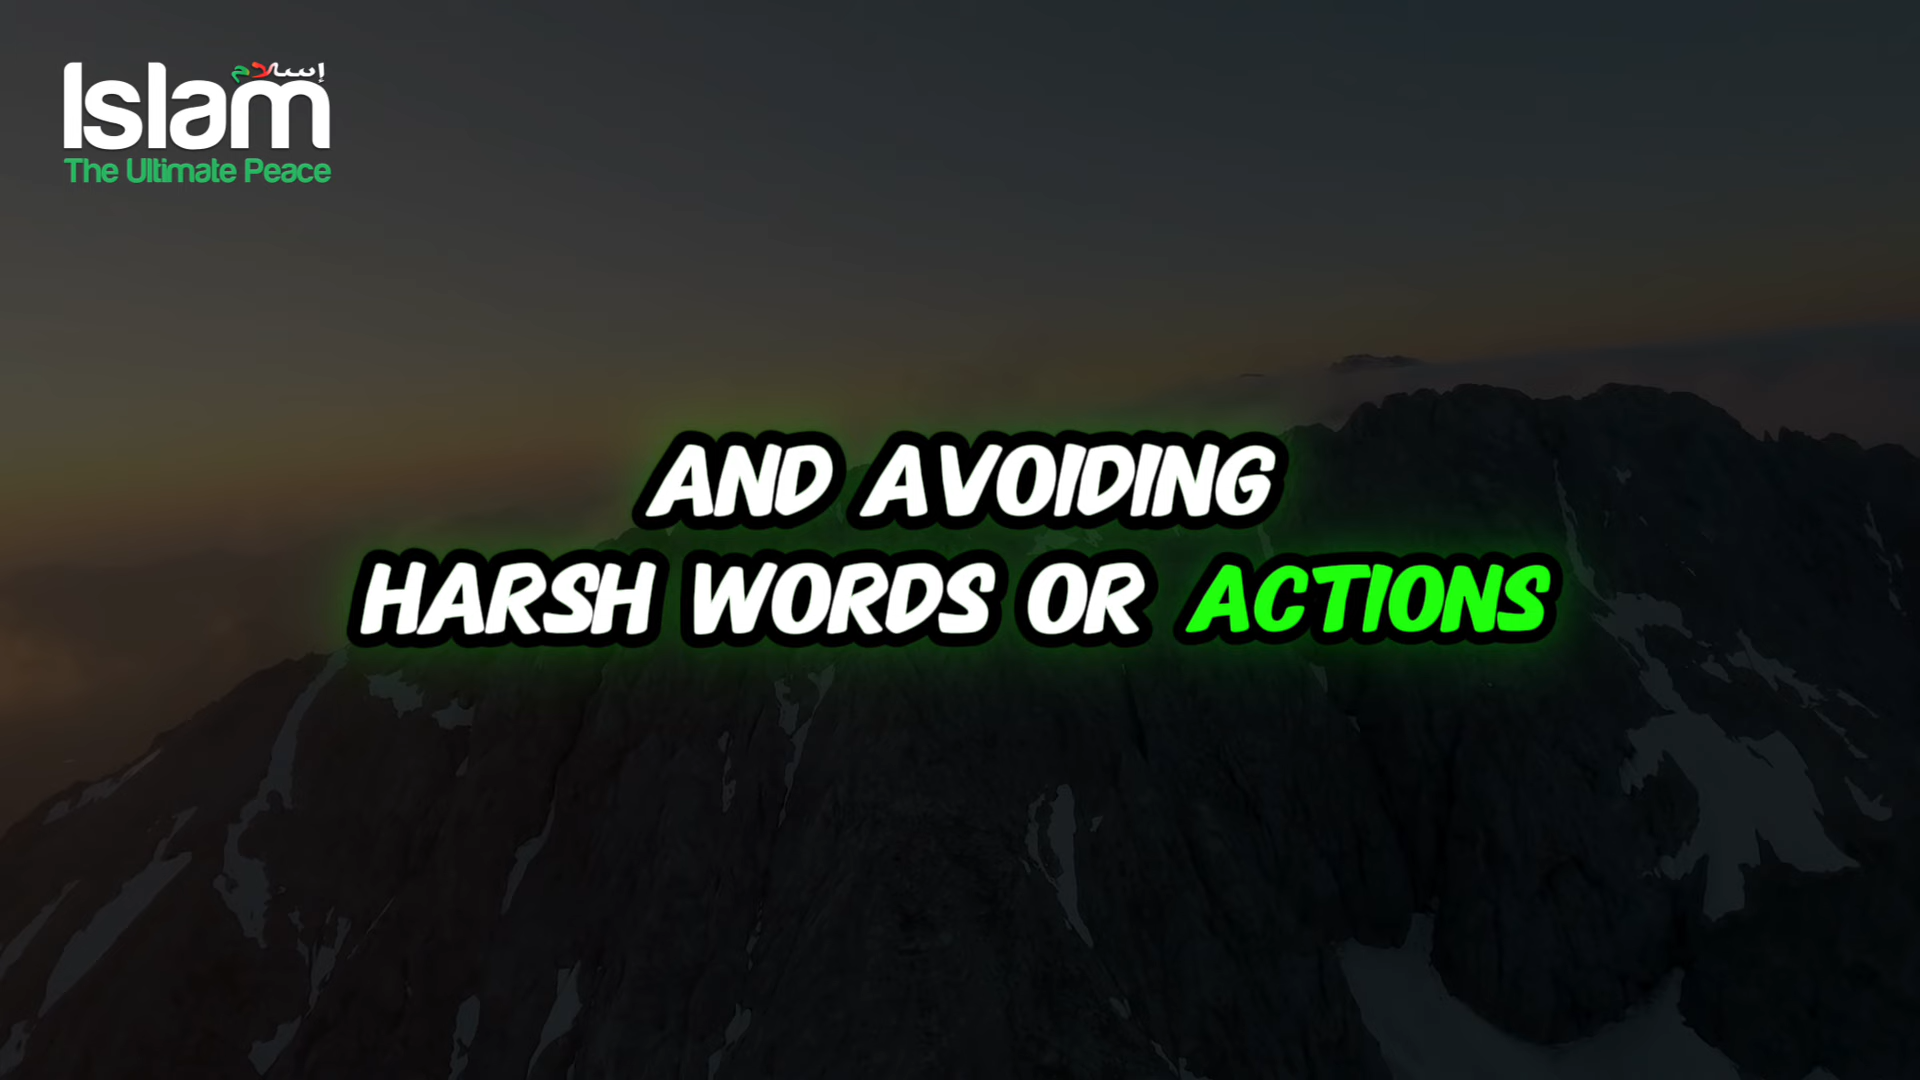 إسلام
Islam
The Ultimate Peace
AND AVOIDING
HARSH WORDS OR ACTIONS